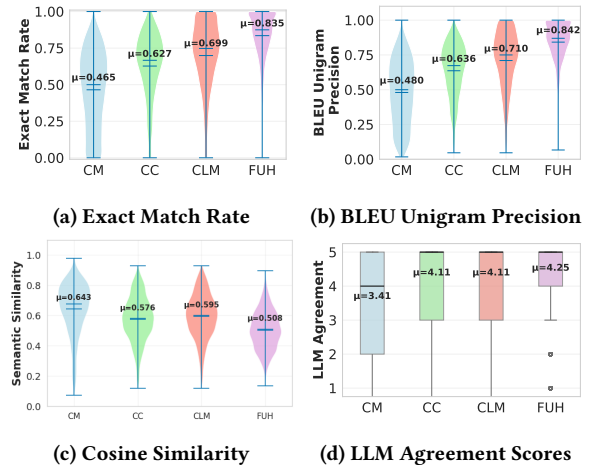 Exact Match Rate
1.00
0.75
0.50
0.25
0.00
μ=0.465
μ=0.627
μ=0.699
μ=0.835
CM CC CLM FUH
(a) Exact Match Rate
BLEU Unigram
Precision
1.00
0.75
0.50
0.25
0.00
μ=0.480
μ=0.636
μ=0.710
μ=0.842
CM CC CLM FUH
(b) BLEU Unigram Precision
Semantic Similarity
1.0
0.8
0.6
0.4
0.2
0.0
μ=0.643
μ=0.576
μ=0.595
μ=0.508
CM CC CLM FUH
(c) Cosine Similarity
LLM Agreement
5
4
3
2
1
μ=3.41
μ=4.11
μ=4.11
μ=4.25
CM CC CLM FUH
(d) LLM Agreement Scores